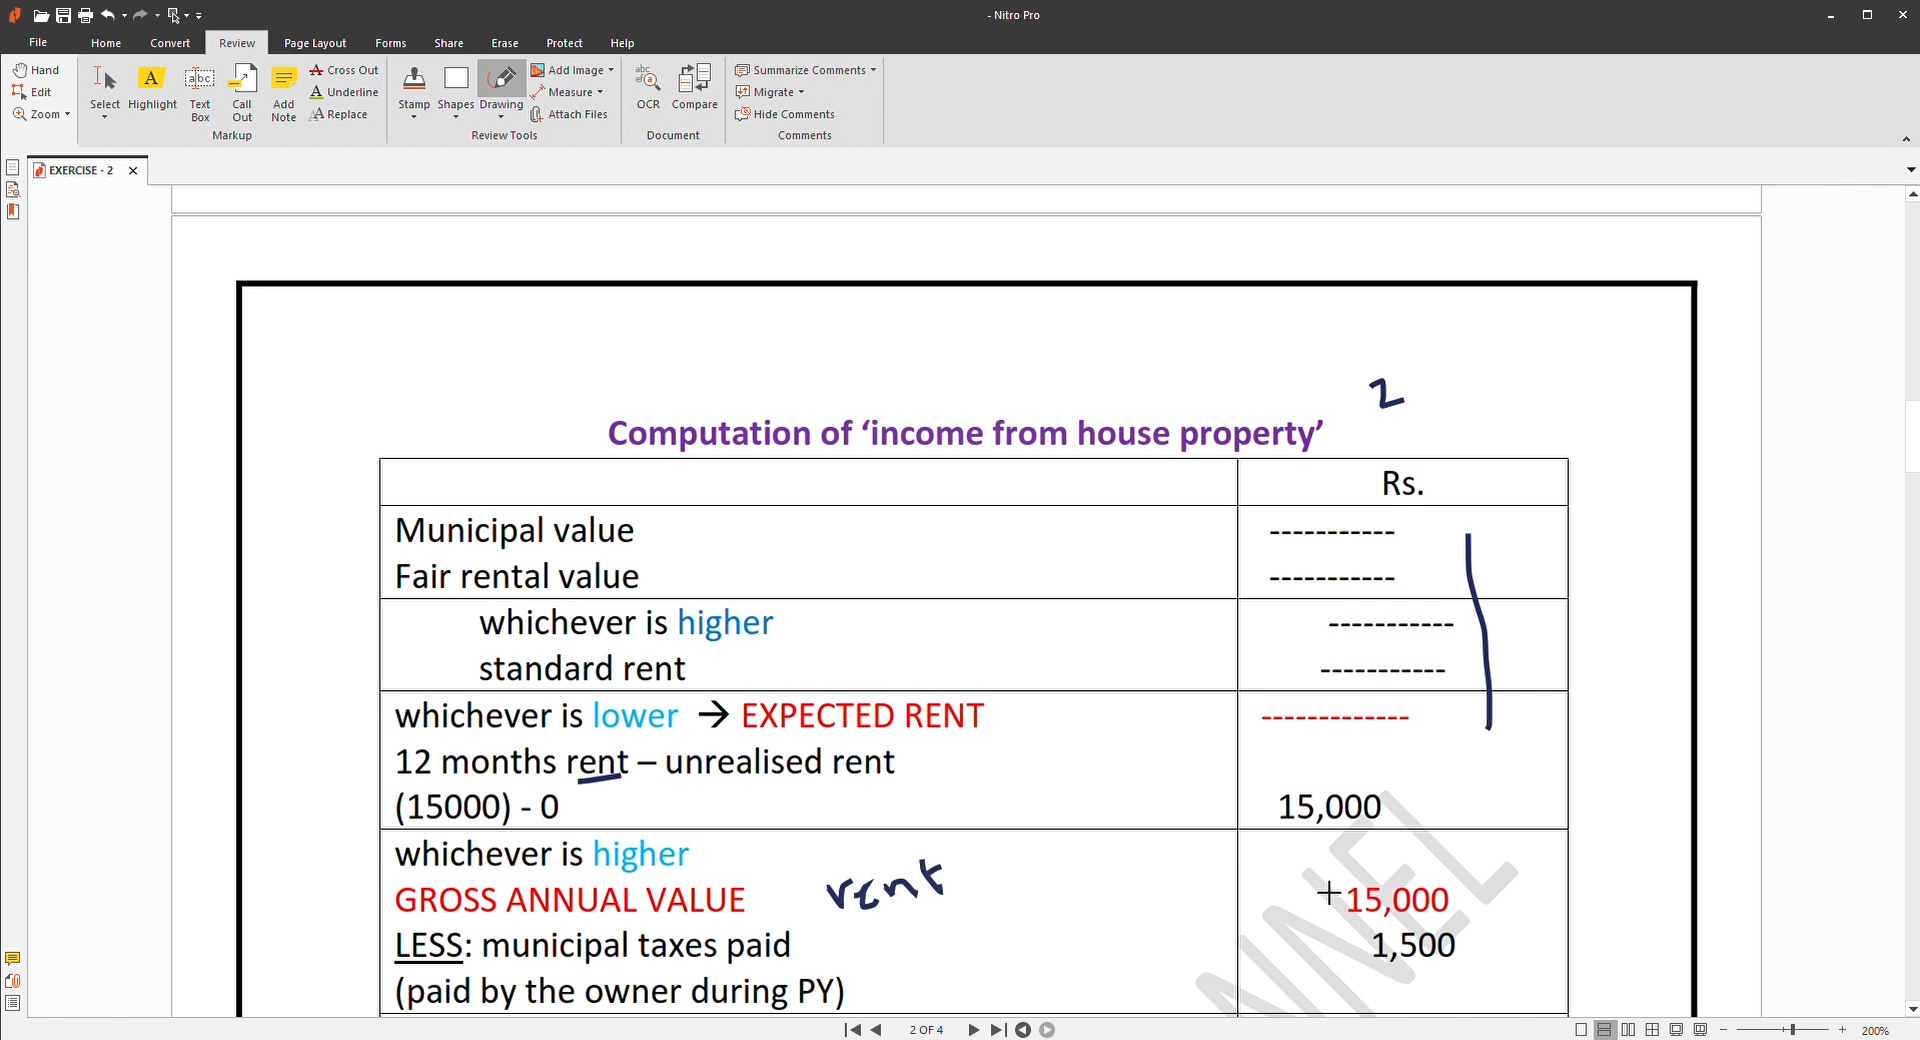 - Nitro Pro
File Home Convert Review Page Layout Forms Share Erase Protect Help
Hand
Edit
Zoom
Select
Highlight
Text Box
Call Out
Add Note
Cross Out
Underline
Replace
Markup
Stamp
Shapes
Drawing
Add Image
Measure
Attach Files
Review Tools
OCR
Compare
Document
Summarize Comments
Migrate
Hide Comments
Comments
EXERCISE - 2
2
Computation of ‘income from house property’
Rs.
Municipal value -----------
Fair rental value -----------
whichever is higher -----------
standard rent -----------
whichever is lower → EXPECTED RENT -------------
12 months rent – unrealised rent
(15000) - 0 15,000
whichever is higher
GROSS ANNUAL VALUE rent 15,000
LESS: municipal taxes paid 1,500
(paid by the owner during PY)
NNEL
2 OF 4
200%